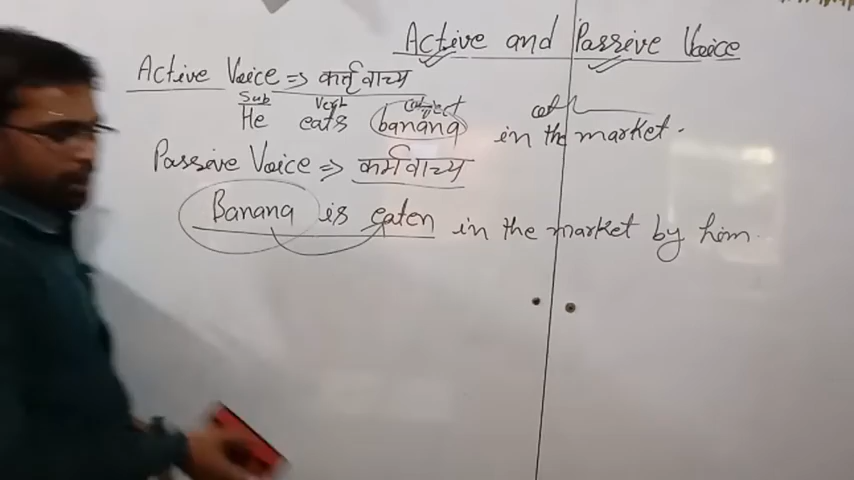 Active and Passive Voice
Active Voice => कर्तृवाच्य
Sub Verb object
He eats banana in the market.
Passive Voice => कर्मवाच्य
Banana is eaten in the market by him.